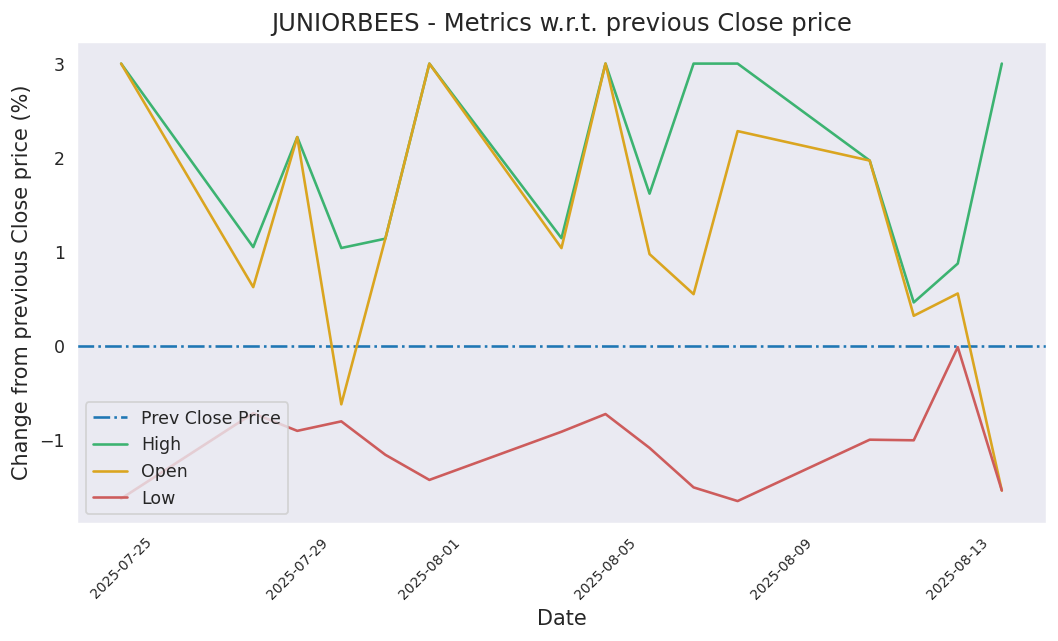 JUNIORBEES - Metrics w.r.t. previous Close price
Change from previous Close price (%)
3
2
1
0
−1
Prev Close Price
High
Open
Low
2025-07-25
2025-07-29
2025-08-01
2025-08-05
2025-08-09
2025-08-13
Date